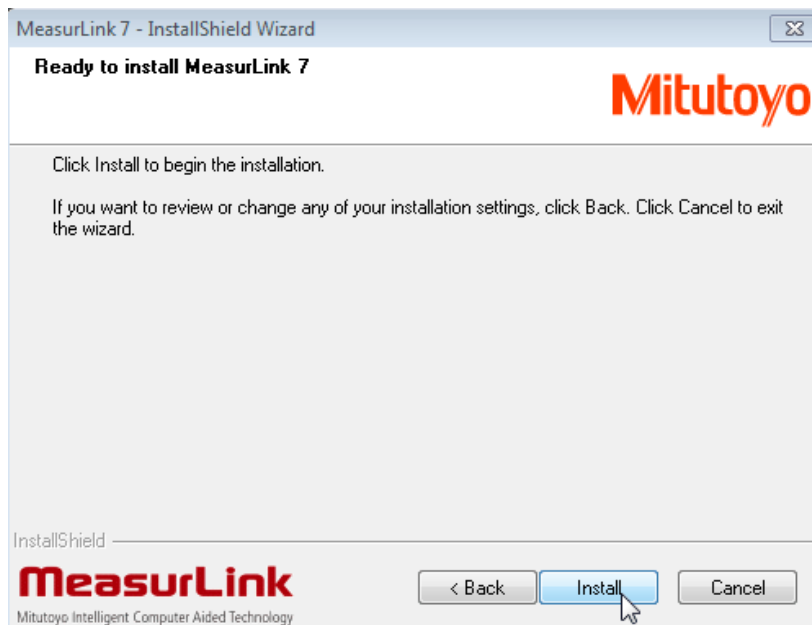 MeasurLink 7 - InstallShield Wizard
Ready to install MeasurLink 7
Mitutoyo
Click Install to begin the installation.
If you want to review or change any of your installation settings, click Back. Click Cancel to exit
the wizard.
InstallShield
MeasurLink
Mitutoyo Intelligent Computer Aided Technology
< Back
Install
Cancel